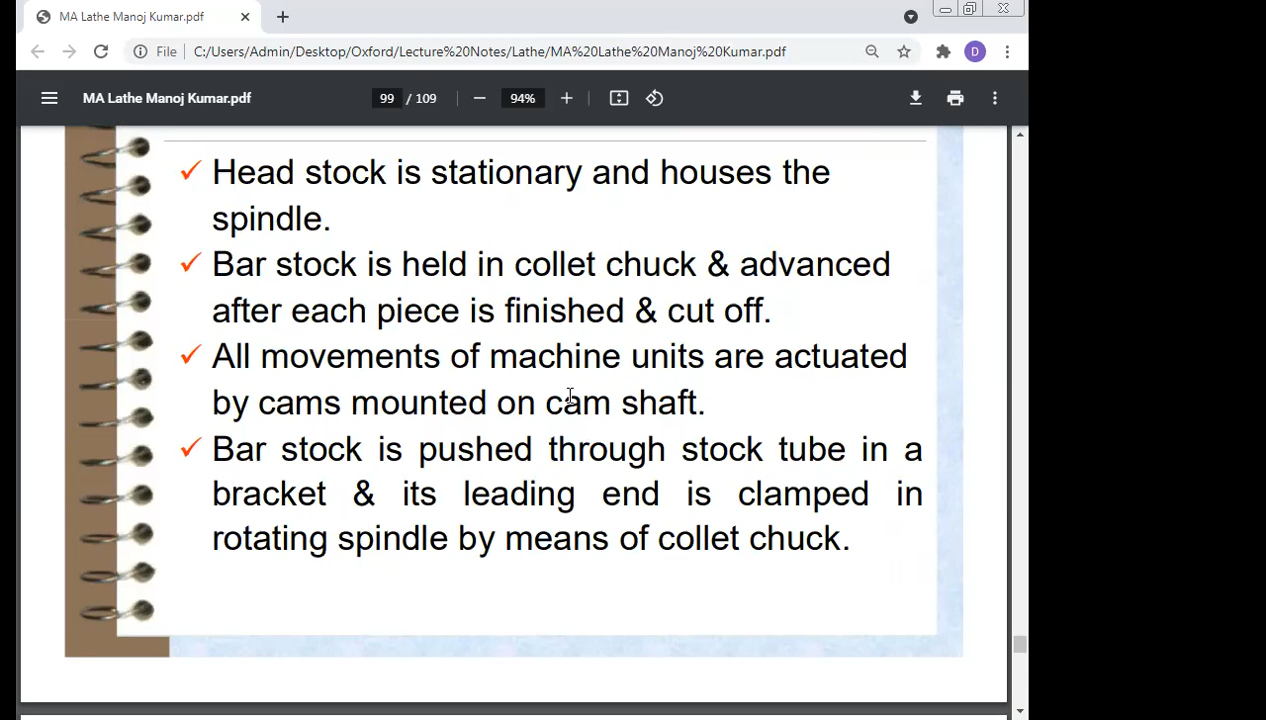 MA Lathe Manoj Kumar.pdf
File C:/Users/Admin/Desktop/Oxford/Lecture%20Notes/Lathe/MA%20Lathe%20Manoj%20Kumar.pdf
D
MA Lathe Manoj Kumar.pdf 99 / 109 94%
✓ Head stock is stationary and houses the
spindle.
✓ Bar stock is held in collet chuck & advanced
after each piece is finished & cut off.
✓ All movements of machine units are actuated
by cams mounted on cam shaft.
✓ Bar stock is pushed through stock tube in a
bracket & its leading end is clamped in
rotating spindle by means of collet chuck.